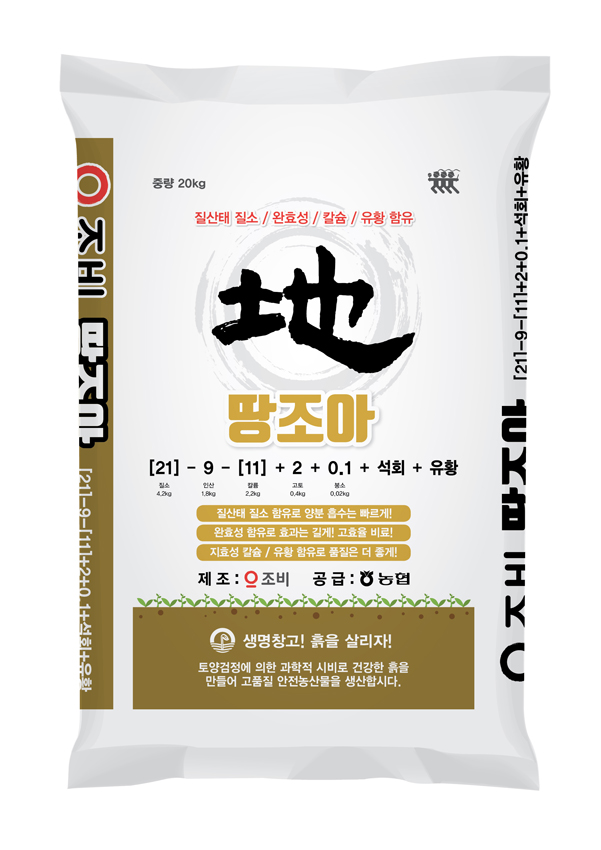 중량 20kg
질산태 질소 / 완효성 / 칼슘 / 유황 함유
地
땅조아
[21] - 9 - [11] + 2 + 0.1 + 석회 + 유황
질소 인산 칼륨 고토 붕소
4.2kg 1.8kg 2.2kg 0.4kg 0.02kg
질산태 질소 함유로 양분 흡수는 빠르게!
완효성 함유로 효과는 길게! 고효율 비료!
지효성 칼슘 / 유황 함유로 품질은 더 좋게!
제 조 : 조비 공 급 : 농협
생명창고! 흙을 살리자!
토양검정에 의한 과학적 시비로 건강한 흙을
만들어 고품질 안전농산물을 생산합시다.
조비 땅조아 [21]-9-[11]+2+0.1+석회+유황
조비 땅조아 [21]-9-[11]+2+0.1+석회+유황